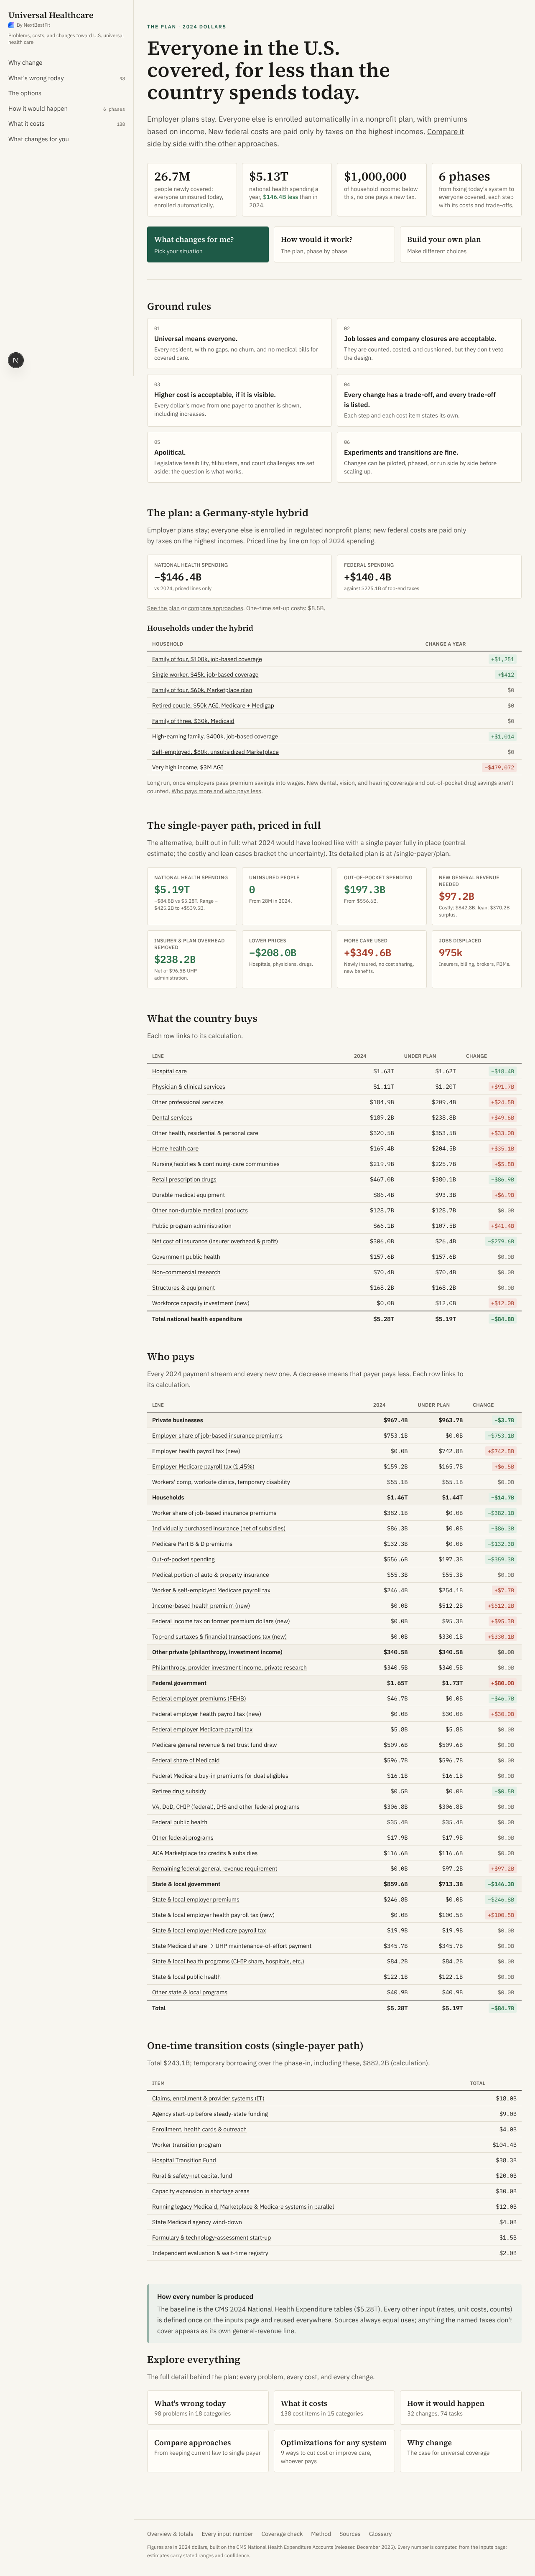 Universal Healthcare
By NextBestFit
Problems, costs, and changes toward U.S. universal
health care
Why change
What's wrong today 98
The options
How it would happen 6 phases
What it costs 138
What changes for you
N
THE PLAN · 2024 DOLLARS
Everyone in the U.S.
covered, for less than the
country spends today.
Employer plans stay. Everyone else is enrolled automatically in a nonprofit plan, with premiums
based on income. New federal costs are paid only by taxes on the highest incomes. Compare it
side by side with the other approaches.
26.7M
people newly covered:
everyone uninsured today,
enrolled automatically.
$5.13T
national health spending a
year, $146.4B less than in
2024.
$1,000,000
of household income: below
this, no one pays a new tax.
6 phases
from fixing today's system to
everyone covered, each step
with its costs and trade-offs.
What changes for me?
Pick your situation
How would it work?
The plan, phase by phase
Build your own plan
Make different choices
Ground rules
01
Universal means everyone.
Every resident, with no gaps, no churn, and no medical bills for
covered care.
02
Job losses and company closures are acceptable.
They are counted, costed, and cushioned, but they don't veto
the design.
03
Higher cost is acceptable, if it is visible.
Every dollar's move from one payer to another is shown,
including increases.
04
Every change has a trade-off, and every trade-off
is listed.
Each step and each cost item states its own.
05
Apolitical.
Legislative feasibility, filibusters, and court challenges are set
aside; the question is what works.
06
Experiments and transitions are fine.
Changes can be piloted, phased, or run side by side before
scaling up.
The plan: a Germany-style hybrid
Employer plans stay; everyone else is enrolled in regulated nonprofit plans; new federal costs are paid only
by taxes on the highest incomes. Priced line by line on top of 2024 spending.
NATIONAL HEALTH SPENDING
−$146.4B
vs 2024, priced lines only
FEDERAL SPENDING
+$140.4B
against $225.1B of top-end taxes
See the plan or compare approaches. One-time set-up costs: $8.5B.
Households under the hybrid
HOUSEHOLD CHANGE A YEAR
Family of four, $100k, job-based coverage +$1,251
Single worker, $45k, job-based coverage +$412
Family of four, $60k, Marketplace plan $0
Retired couple, $50k AGI, Medicare + Medigap $0
Family of three, $30k, Medicaid $0
High-earning family, $400k, job-based coverage +$1,014
Self-employed, $80k, unsubsidized Marketplace $0
Very high income, $3M AGI −$479,072
Long run, once employers pass premium savings into wages. New dental, vision, and hearing coverage and out-of-pocket drug savings aren't
counted. Who pays more and who pays less.
The single-payer path, priced in full
The alternative, built out in full: what 2024 would have looked like with a single payer fully in place (central
estimate; the costly and lean cases bracket the uncertainty). Its detailed plan is at /single-payer/plan.
NATIONAL HEALTH SPENDING
$5.19T
−$84.8B vs $5.28T. Range −
$425.2B to +$539.5B.
UNINSURED PEOPLE
0
From 28M in 2024.
OUT-OF-POCKET SPENDING
$197.3B
From $556.6B.
NEW GENERAL REVENUE
NEEDED
$97.2B
Costly: $842.8B; lean: $370.2B
surplus.
INSURER & PLAN OVERHEAD
REMOVED
$238.2B
Net of $96.5B UHP
administration.
LOWER PRICES
−$208.0B
Hospitals, physicians, drugs.
MORE CARE USED
+$349.6B
Newly insured, no cost sharing,
new benefits.
JOBS DISPLACED
975k
Insurers, billing, brokers, PBMs.
What the country buys
Each row links to its calculation.
LINE 2024 UNDER PLAN CHANGE
Hospital care $1.63T $1.62T −$18.4B
Physician & clinical services $1.11T $1.20T +$91.7B
Other professional services $184.9B $209.4B +$24.5B
Dental services $189.2B $238.8B +$49.6B
Other health, residential & personal care $320.5B $353.5B +$33.0B
Home health care $169.4B $204.5B +$35.1B
Nursing facilities & continuing-care communities $219.9B $225.7B +$5.8B
Retail prescription drugs $467.0B $380.1B −$86.9B
Durable medical equipment $86.4B $93.3B +$6.9B
Other non-durable medical products $128.7B $128.7B $0.0B
Public program administration $66.1B $107.5B +$41.4B
Net cost of insurance (insurer overhead & profit) $306.0B $26.4B −$279.6B
Government public health $157.6B $157.6B $0.0B
Non-commercial research $70.4B $70.4B $0.0B
Structures & equipment $168.2B $168.2B $0.0B
Workforce capacity investment (new) $0.0B $12.0B +$12.0B
Total national health expenditure $5.28T $5.19T −$84.8B
Who pays
Every 2024 payment stream and every new one. A decrease means that payer pays less. Each row links to
its calculation.
LINE 2024 UNDER PLAN CHANGE
Private businesses $967.4B $963.7B −$3.7B
Employer share of job-based insurance premiums $753.1B $0.0B −$753.1B
Employer health payroll tax (new) $0.0B $742.8B +$742.8B
Employer Medicare payroll tax (1.45%) $159.2B $165.7B +$6.5B
Workers' comp, worksite clinics, temporary disability $55.1B $55.1B $0.0B
Households $1.46T $1.44T −$14.7B
Worker share of job-based insurance premiums $382.1B $0.0B −$382.1B
Individually purchased insurance (net of subsidies) $86.3B $0.0B −$86.3B
Medicare Part B & D premiums $132.3B $0.0B −$132.3B
Out-of-pocket spending $556.6B $197.3B −$359.3B
Medical portion of auto & property insurance $55.3B $55.3B $0.0B
Worker & self-employed Medicare payroll tax $246.4B $254.1B +$7.7B
Income-based health premium (new) $0.0B $512.2B +$512.2B
Federal income tax on former premium dollars (new) $0.0B $95.3B +$95.3B
Top-end surtaxes & financial transactions tax (new) $0.0B $330.1B +$330.1B
Other private (philanthropy, investment income) $340.5B $340.5B $0.0B
Philanthropy, provider investment income, private research $340.5B $340.5B $0.0B
Federal government $1.65T $1.73T +$80.0B
Federal employer premiums (FEHB) $46.7B $0.0B −$46.7B
Federal employer health payroll tax (new) $0.0B $30.0B +$30.0B
Federal employer Medicare payroll tax $5.8B $5.8B $0.0B
Medicare general revenue & net trust fund draw $509.6B $509.6B $0.0B
Federal share of Medicaid $596.7B $596.7B $0.0B
Federal Medicare buy-in premiums for dual eligibles $16.1B $16.1B $0.0B
Retiree drug subsidy $0.5B $0.0B −$0.5B
VA, DoD, CHIP (federal), IHS and other federal programs $306.8B $306.8B $0.0B
Federal public health $35.4B $35.4B $0.0B
Other federal programs $17.9B $17.9B $0.0B
ACA Marketplace tax credits & subsidies $116.6B $116.6B $0.0B
Remaining federal general revenue requirement $0.0B $97.2B +$97.2B
State & local government $859.6B $713.3B −$146.3B
State & local employer premiums $246.8B $0.0B −$246.8B
State & local employer health payroll tax (new) $0.0B $100.5B +$100.5B
State & local employer Medicare payroll tax $19.9B $19.9B $0.0B
State Medicaid share → UHP maintenance-of-effort payment $345.7B $345.7B $0.0B
State & local health programs (CHIP share, hospitals, etc.) $84.2B $84.2B $0.0B
State & local public health $122.1B $122.1B $0.0B
Other state & local programs $40.9B $40.9B $0.0B
Total $5.28T $5.19T −$84.7B
One-time transition costs (single-payer path)
Total $243.1B; temporary borrowing over the phase-in, including these, $882.2B (calculation).
ITEM TOTAL
Claims, enrollment & provider systems (IT) $18.0B
Agency start-up before steady-state funding $9.0B
Enrollment, health cards & outreach $4.0B
Worker transition program $104.4B
Hospital Transition Fund $38.3B
Rural & safety-net capital fund $20.0B
Capacity expansion in shortage areas $30.0B
Running legacy Medicaid, Marketplace & Medicare systems in parallel $12.0B
State Medicaid agency wind-down $4.0B
Formulary & technology-assessment start-up $1.5B
Independent evaluation & wait-time registry $2.0B
How every number is produced
The baseline is the CMS 2024 National Health Expenditure tables ($5.28T). Every other input (rates, unit costs, counts)
is defined once on the inputs page and reused everywhere. Sources always equal uses; anything the named taxes don't
cover appears as its own general-revenue line.
Explore everything
The full detail behind the plan: every problem, every cost, and every change.
What's wrong today
98 problems in 18 categories
What it costs
138 cost items in 15 categories
How it would happen
32 changes, 74 tasks
Compare approaches
From keeping current law to single payer
Optimizations for any system
9 ways to cut cost or improve care,
whoever pays
Why change
The case for universal coverage
Overview & totals Every input number Coverage check Method Sources Glossary
Figures are in 2024 dollars, built on the CMS National Health Expenditure Accounts (released December 2025). Every number is computed from the inputs page;
estimates carry stated ranges and confidence.